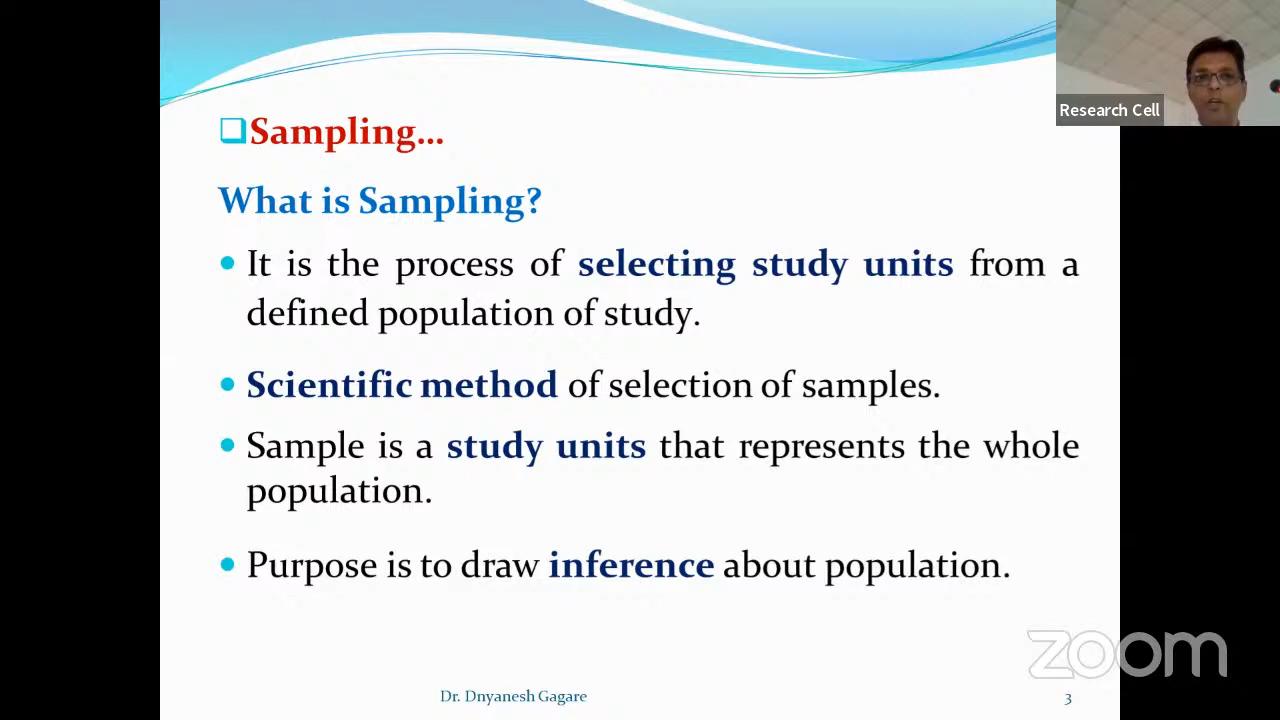 Research Cell
Sampling...
What is Sampling?
It is the process of selecting study units from a
defined population of study.
Scientific method of selection of samples.
Sample is a study units that represents the whole
population.
Purpose is to draw inference about population.
zoom
Dr. Dnyanesh Gagare
3